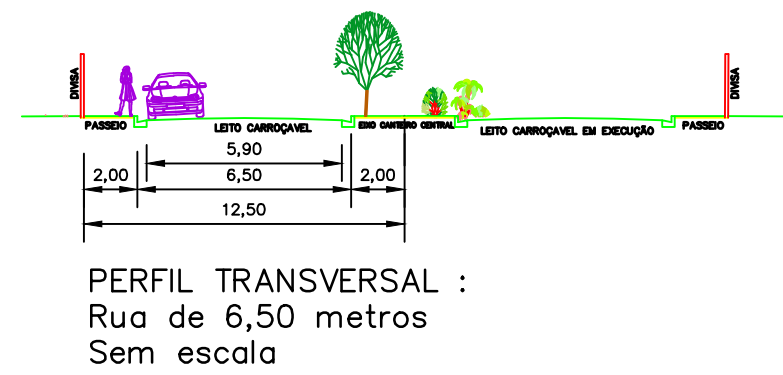 DIVISA
DIVISA
PASSEIO
LEITO CARROÇAVEL
EIXO CANTEIRO CENTRAL
LEITO CARROÇAVEL EM EXECUÇÃO
PASSEIO
5,90
2,00
6,50
2,00
12,50
PERFIL TRANSVERSAL :
Rua de 6,50 metros
Sem escala